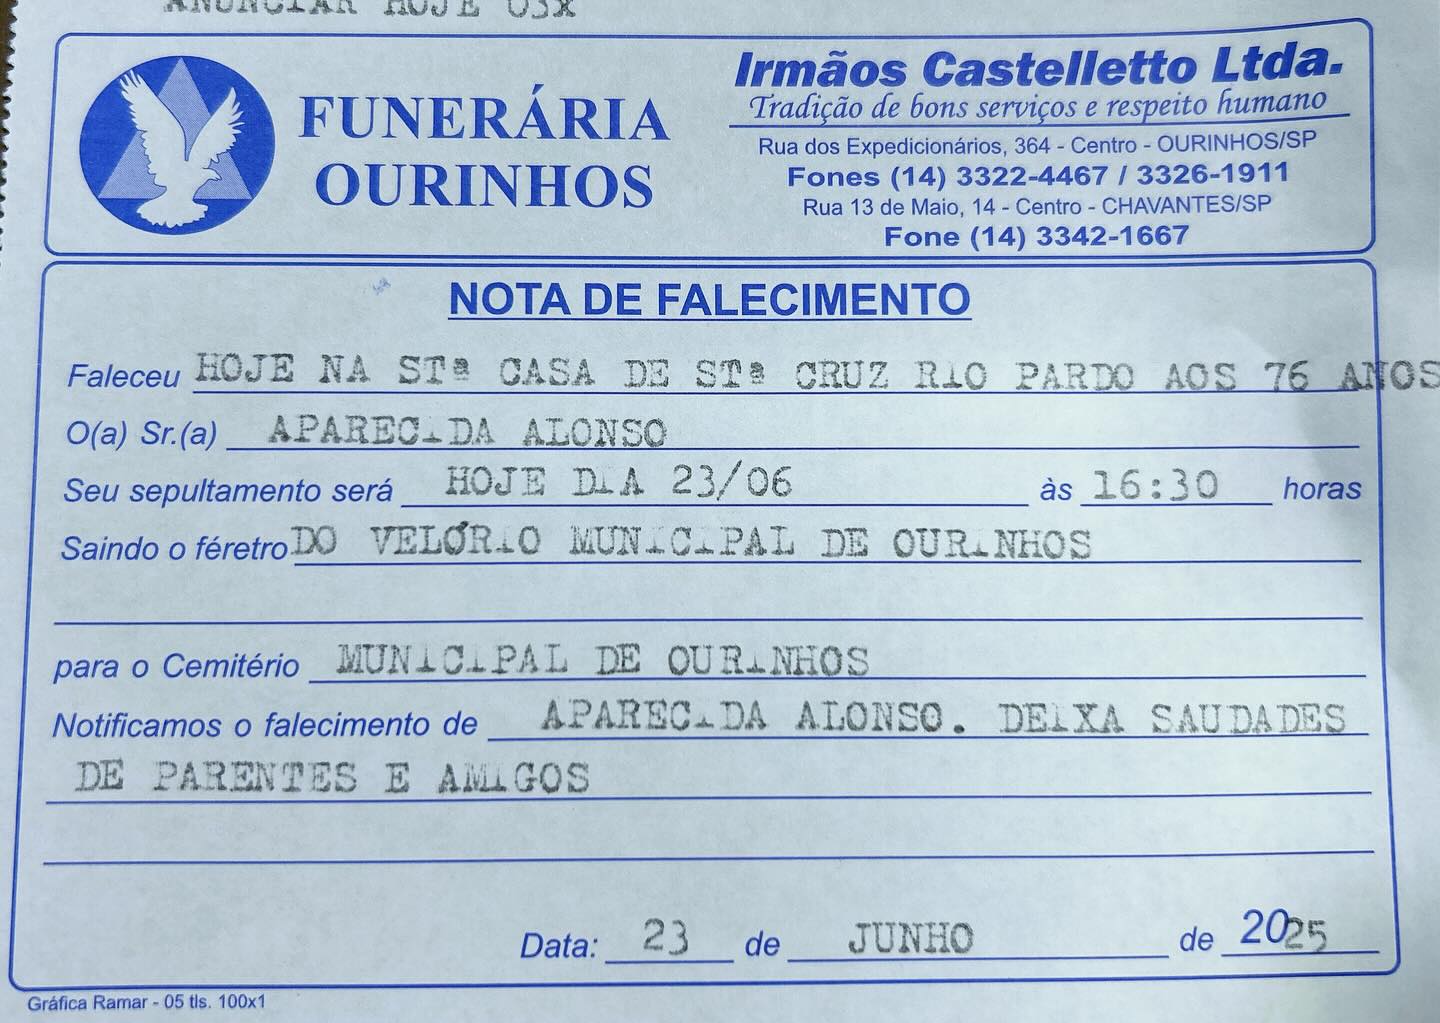 ANUNCIAR HOJE 03x
FUNERÁRIA
OURINHOS
Irmãos Castelletto Ltda.
Tradição de bons serviços e respeito humano
Rua dos Expedicionários, 364 - Centro - OURINHOS/SP
Fones (14) 3322-4467 / 3326-1911
Rua 13 de Maio, 14 - Centro - CHAVANTES/SP
Fone (14) 3342-1667
NOTA DE FALECIMENTO
Faleceu HOJE NA STª CASA DE STª CRUZ RIO PARDO AOS 76 ANOS
O(a) Sr.(a) APARECIDA ALONSO
Seu sepultamento será HOJE DIA 23/06 às 16:30 horas
Saindo o féretro DO VELÓRIO MUNICIPAL DE OURINHOS
para o Cemitério MUNICIPAL DE OURINHOS
Notificamos o falecimento de APARECIDA ALONSO. DEIXA SAUDADES
DE PARENTES E AMIGOS
Data: 23 de JUNHO de 2025
Gráfica Ramar - 05 tls. 100x1